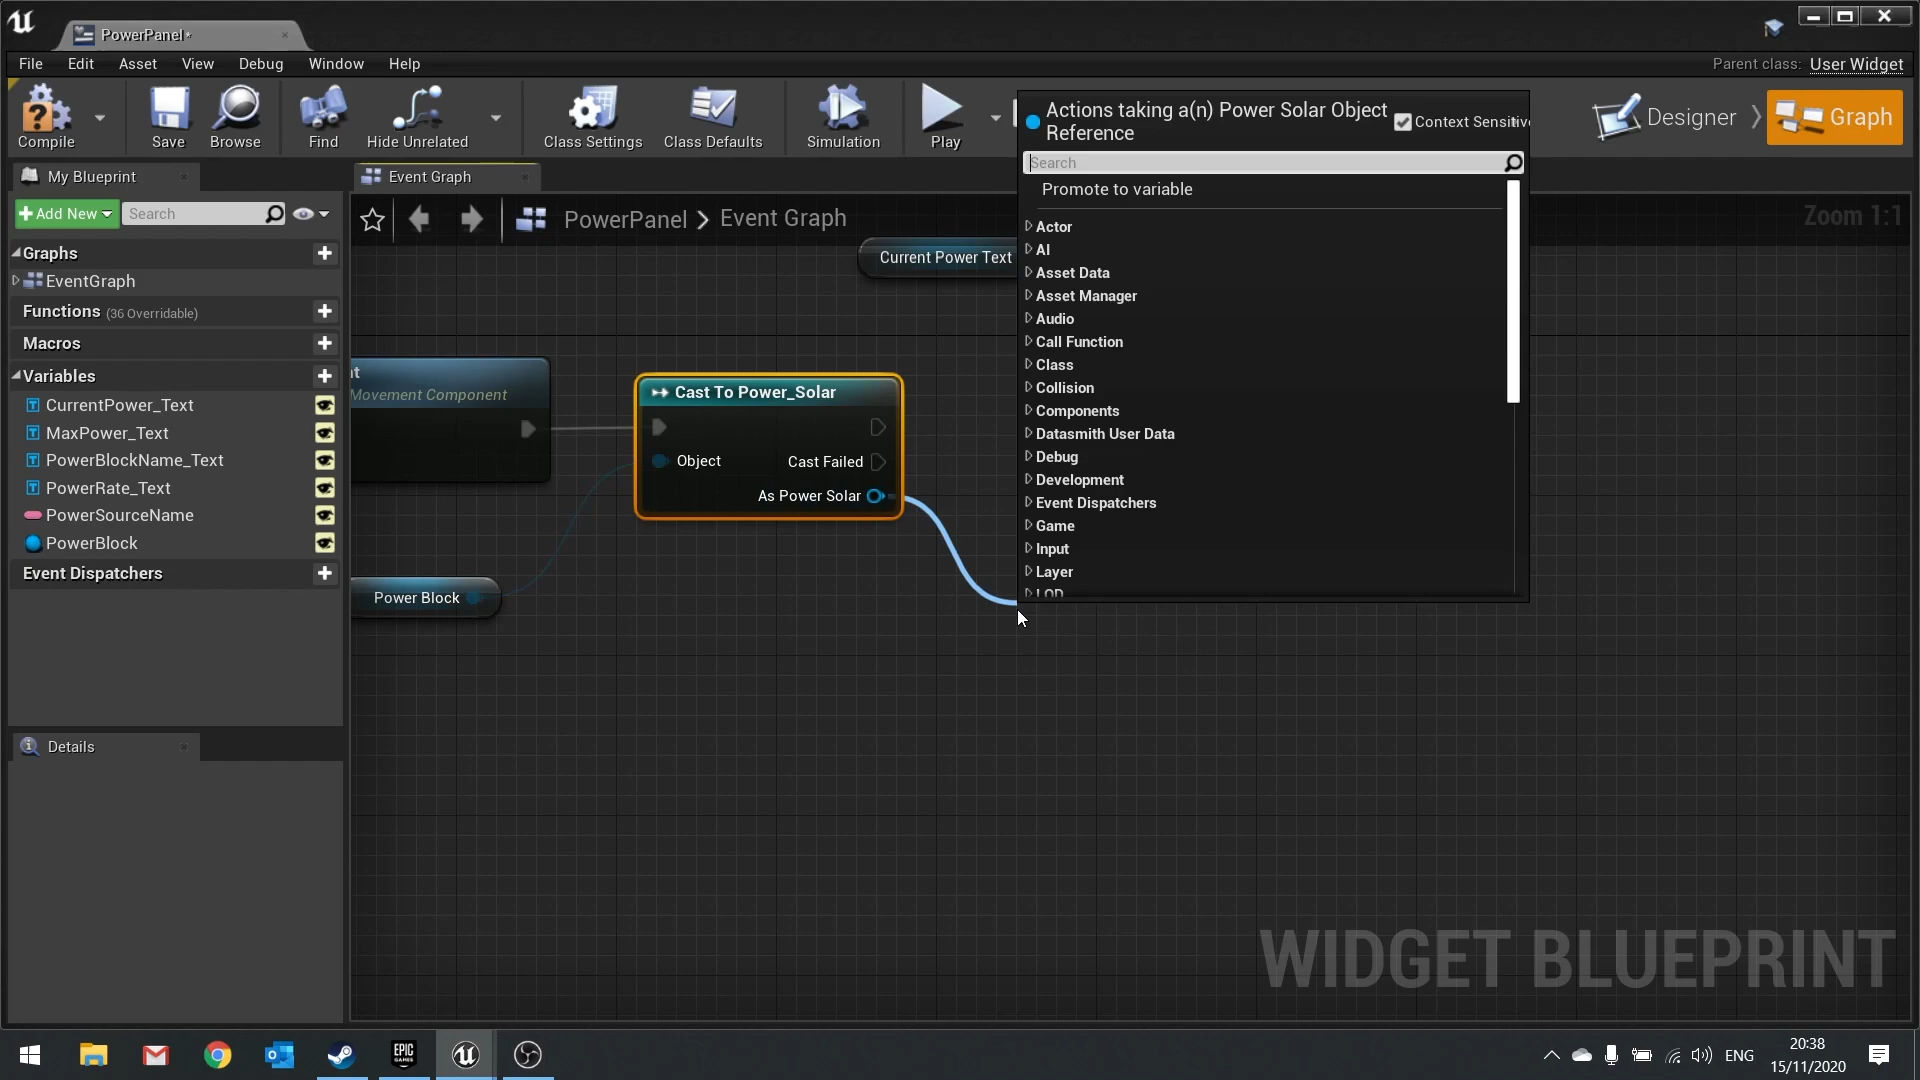 PowerPanel*
File Edit Asset View Debug Window Help
Parent class: User Widget
Compile Save Browse Find Hide Unrelated Class Settings Class Defaults Simulation Play
Designer Graph
My Blueprint
Add New Search
Graphs
EventGraph
Functions (36 Overridable)
Macros
Variables
CurrentPower_Text
MaxPower_Text
PowerBlockName_Text
PowerRate_Text
PowerSourceName
PowerBlock
Event Dispatchers
Details
Event Graph
PowerPanel > Event Graph
Zoom 1:1
Current Power Text
Movement Component
Cast To Power_Solar
Object Cast Failed
As Power Solar
Power Block
Actions taking a(n) Power Solar Object
Reference
Context Sensitive
Search
Promote to variable
Actor
AI
Asset Data
Asset Manager
Audio
Call Function
Class
Collision
Components
Datasmith User Data
Debug
Development
Event Dispatchers
Game
Input
Layer
LOD
WIDGET BLUEPRINT
EPIC
GAMES
ENG
20:38
15/11/2020